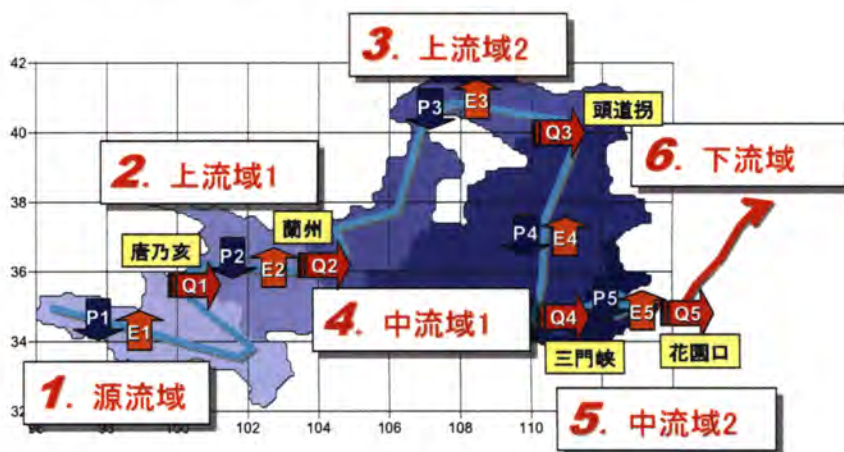 3. 上流域2
42
P3
E3
頭道拐
40
Q3
6. 下流域
2. 上流域1
38
蘭州
唐乃亥
P2
P4
E4
36
E2
Q2
Q1
P5
P1
4. 中流域1
Q4
E5
Q5
E1
34
三門峡
花園口
1. 源流域
5. 中流域2
32
100
102
104
106
108
110